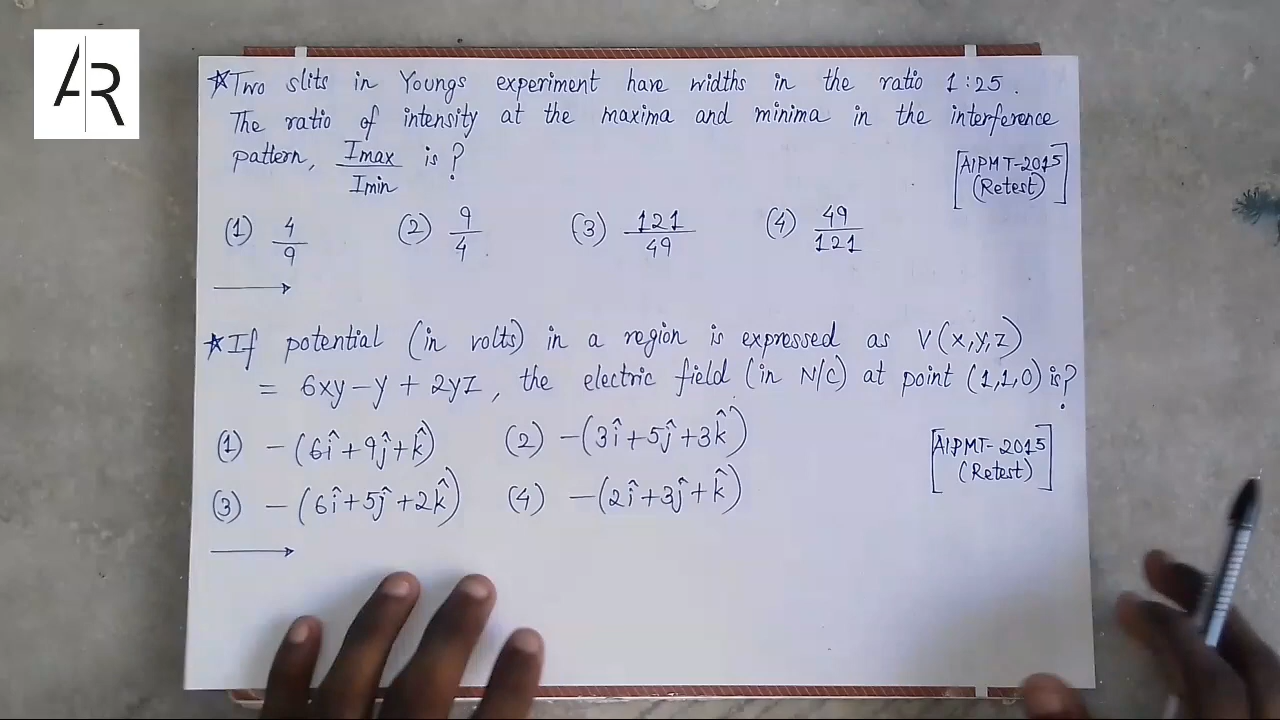 AR
☆Two slits in Youngs experiment have widths in the ratio 1:25.
The ratio of intensity at the maxima and minima in the interference
pattern, Imax/Imin is?
[AIPMT-2015
(Retest)]
(1) 4/9 (2) 9/4 (3) 121/49 (4) 49/121
☆If potential (in volts) in a region is expressed as V(x,y,z)
= 6xy-y+2yz, the electric field (in N/C) at point (1,1,0) is?
(1) -(6î+9ĵ+k̂) (2) -(3î+5ĵ+3k̂)
[AIPMT-2015
(Retest)]
(3) -(6î+5ĵ+2k̂) (4) -(2î+3ĵ+k̂)